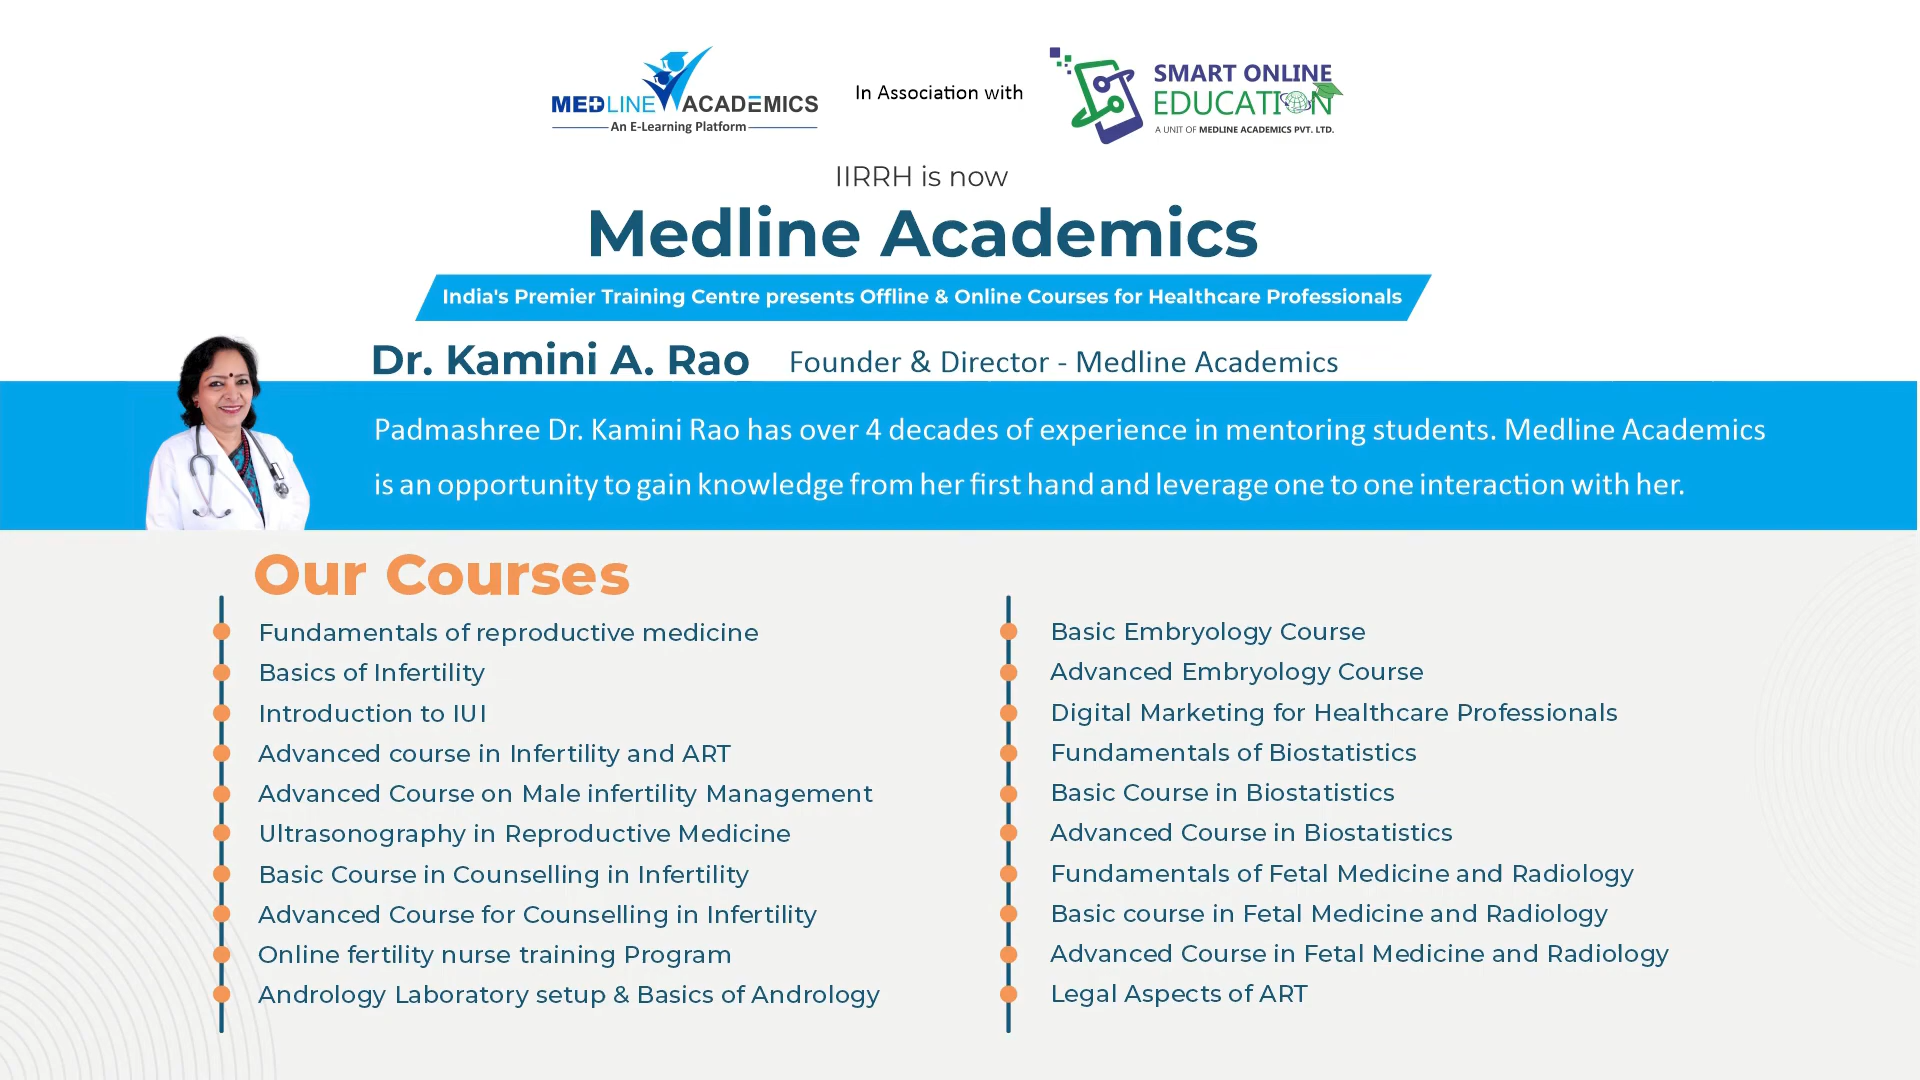 MEDLINE ACADEMICS
An E-Learning Platform
In Association with
SMART ONLINE
EDUCATION
A UNIT OF MEDLINE ACADEMICS PVT. LTD.
IIRRH is now
Medline Academics
India's Premier Training Centre presents Offline & Online Courses for Healthcare Professionals
Dr. Kamini A. Rao Founder & Director - Medline Academics
Padmashree Dr. Kamini Rao has over 4 decades of experience in mentoring students. Medline Academics
is an opportunity to gain knowledge from her first hand and leverage one to one interaction with her.
Our Courses
Fundamentals of reproductive medicine
Basics of Infertility
Introduction to IUI
Advanced course in Infertility and ART
Advanced Course on Male infertility Management
Ultrasonography in Reproductive Medicine
Basic Course in Counselling in Infertility
Advanced Course for Counselling in Infertility
Online fertility nurse training Program
Andrology Laboratory setup & Basics of Andrology
Basic Embryology Course
Advanced Embryology Course
Digital Marketing for Healthcare Professionals
Fundamentals of Biostatistics
Basic Course in Biostatistics
Advanced Course in Biostatistics
Fundamentals of Fetal Medicine and Radiology
Basic course in Fetal Medicine and Radiology
Advanced Course in Fetal Medicine and Radiology
Legal Aspects of ART